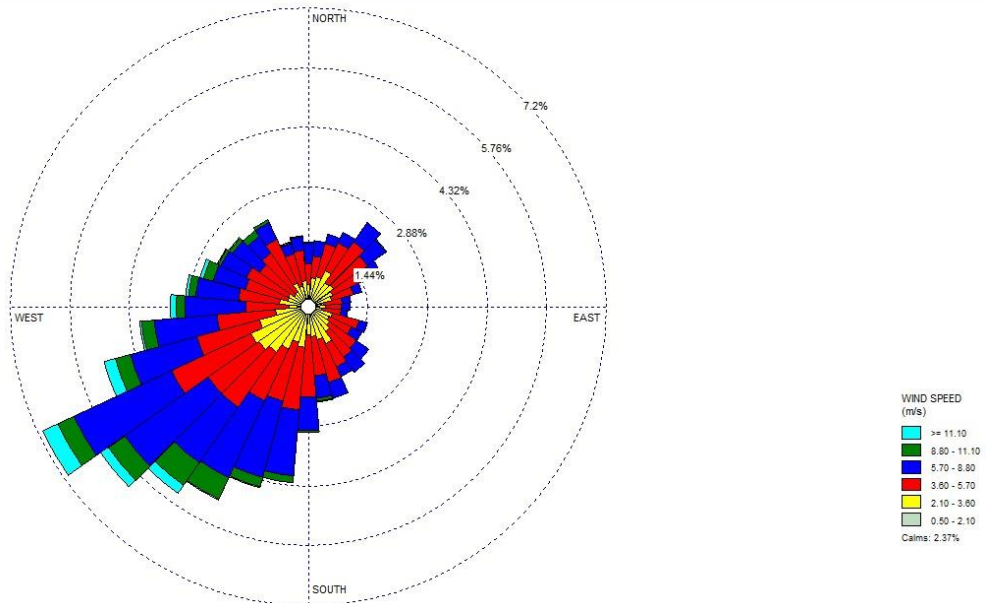 NORTH
7.2%
5.76%
4.32%
2.88%
1.44%
WEST
EAST
SOUTH
WIND SPEED
(m/s)
>= 11.10
8.80 - 11.10
5.70 - 8.80
3.60 - 5.70
2.10 - 3.60
0.50 - 2.10
Calms: 2.37%